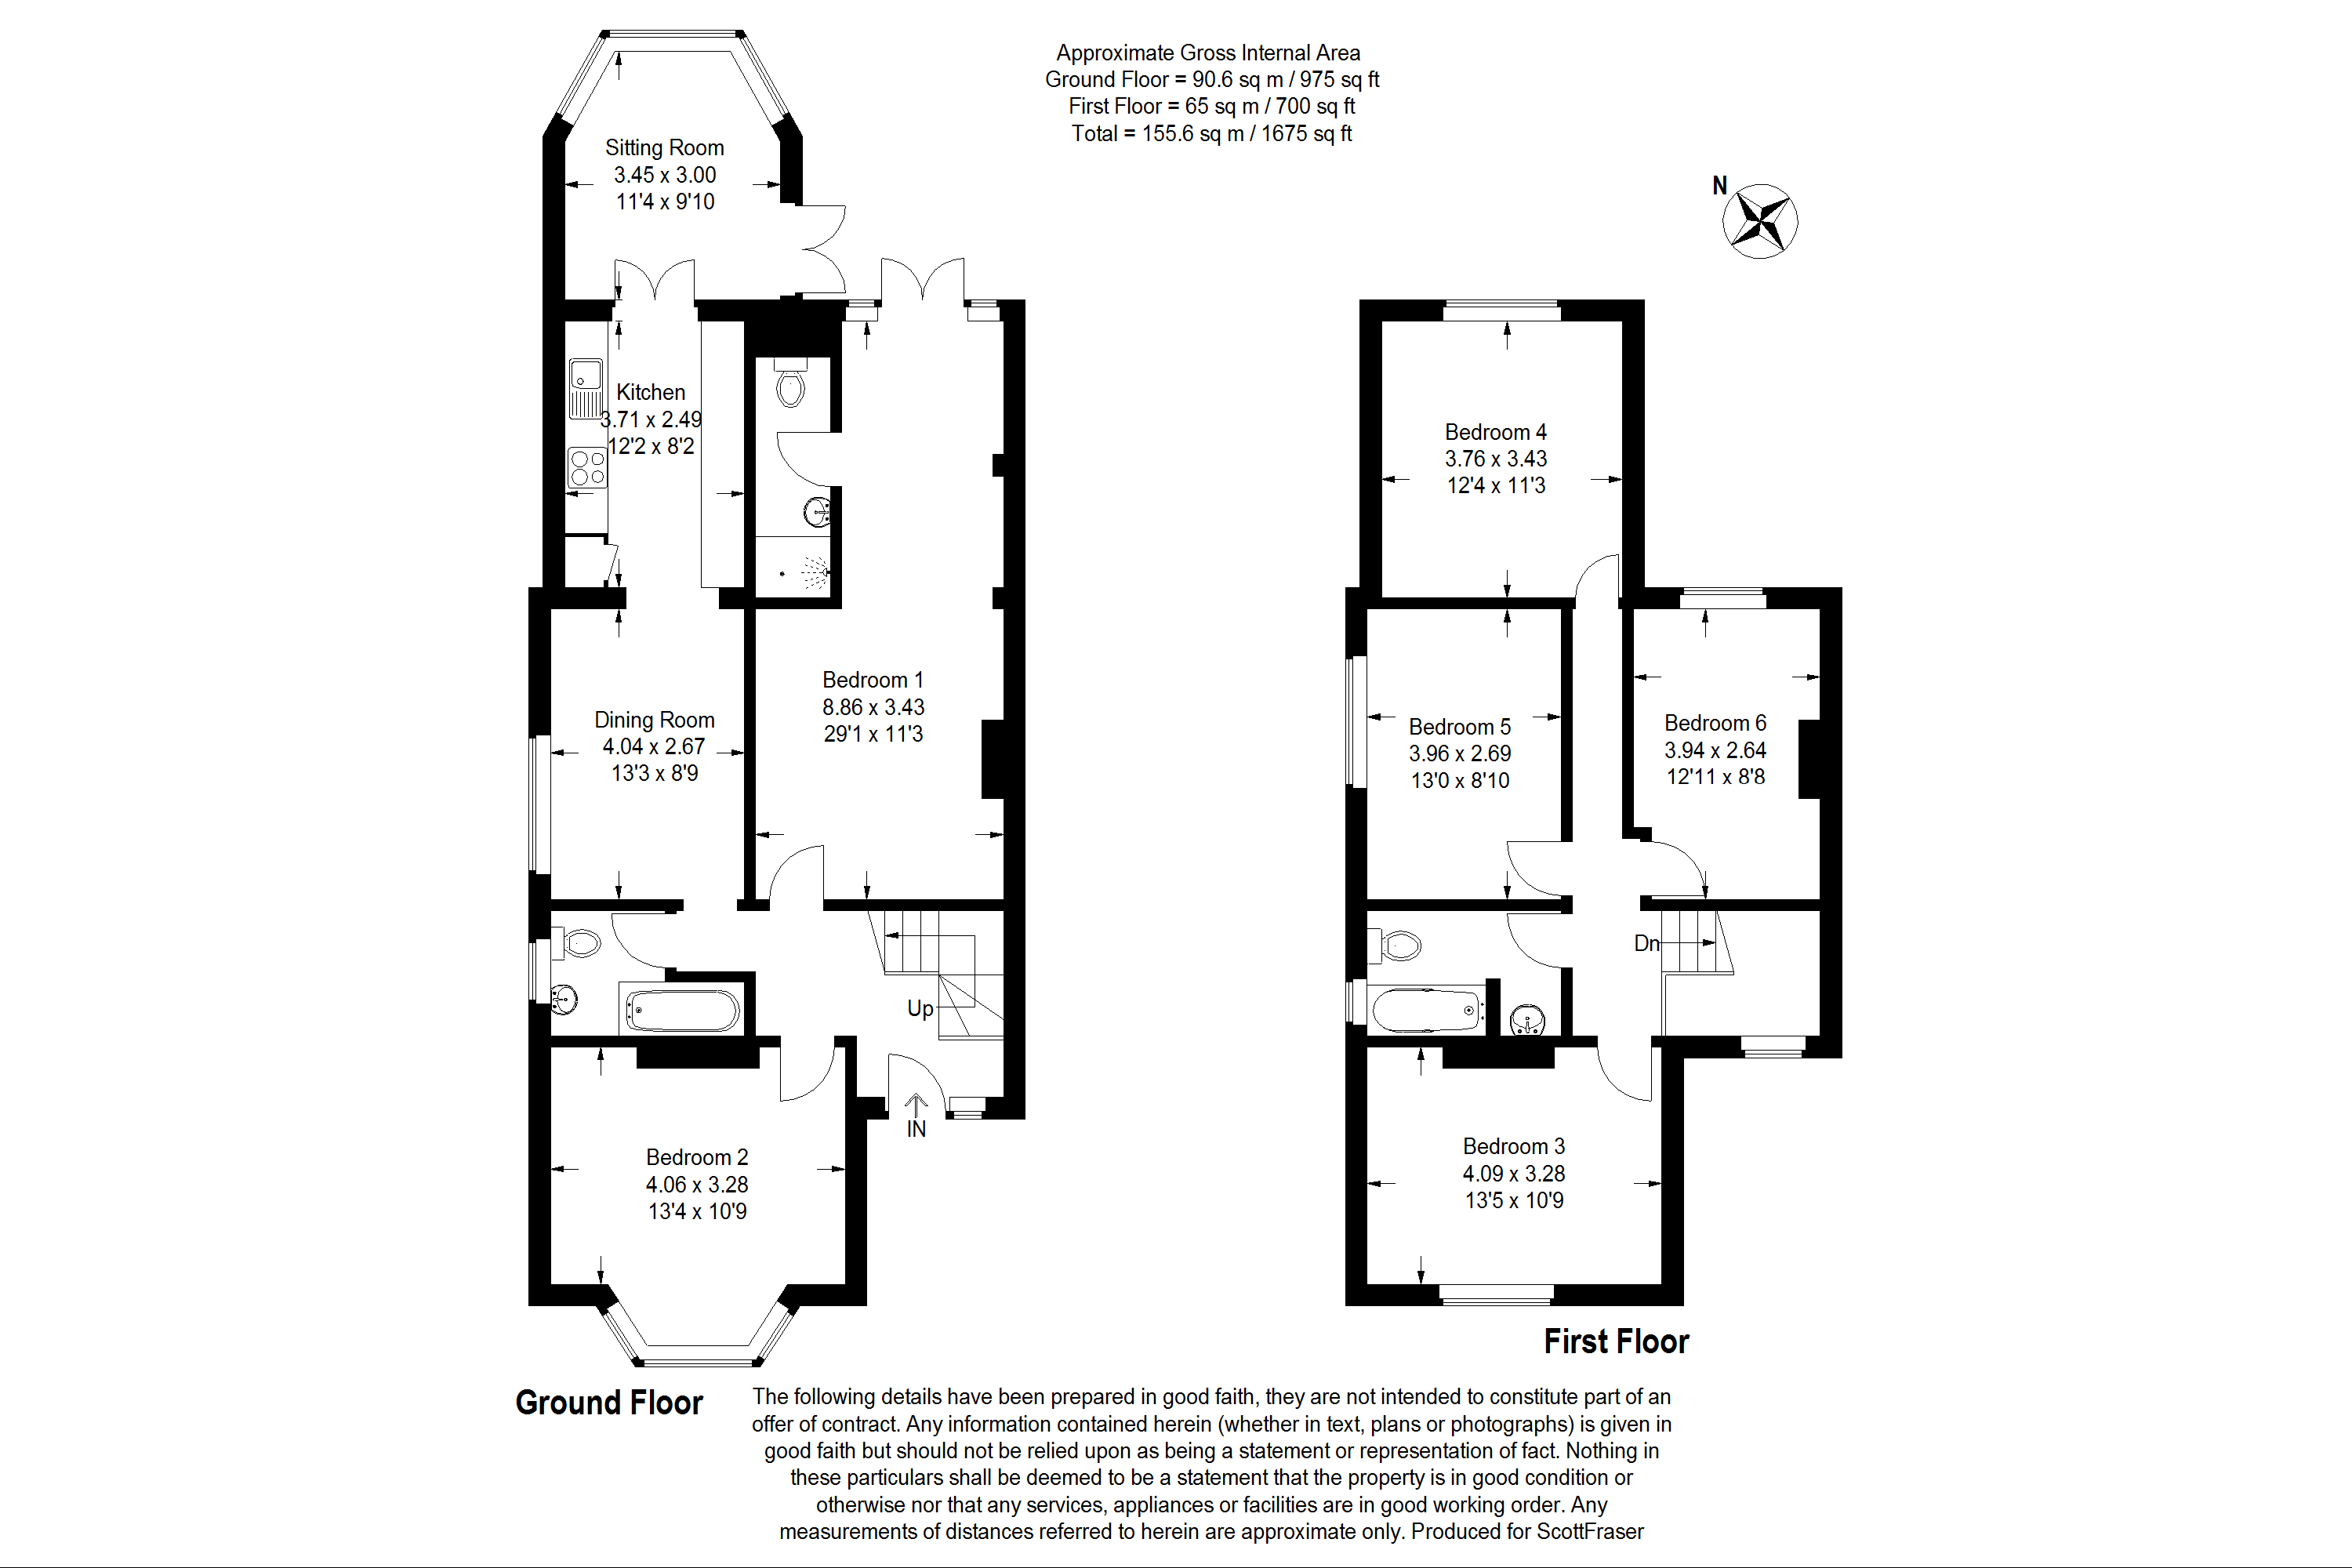 Approximate Gross Internal Area
Ground Floor = 90.6 sq m / 975 sq ft
First Floor = 65 sq m / 700 sq ft
Total = 155.6 sq m / 1675 sq ft
N
Sitting Room
3.45 x 3.00
11'4 x 9'10
Kitchen
3.71 x 2.49
12'2 x 8'2
Dining Room
4.04 x 2.67
13'3 x 8'9
Bedroom 1
8.86 x 3.43
29'1 x 11'3
Up
IN
Bedroom 2
4.06 x 3.28
13'4 x 10'9
Ground Floor
Bedroom 4
3.76 x 3.43
12'4 x 11'3
Bedroom 5
3.96 x 2.69
13'0 x 8'10
Bedroom 6
3.94 x 2.64
12'11 x 8'8
Dn
Bedroom 3
4.09 x 3.28
13'5 x 10'9
First Floor
The following details have been prepared in good faith, they are not intended to constitute part of an
offer of contract. Any information contained herein (whether in text, plans or photographs) is given in
good faith but should not be relied upon as being a statement or representation of fact. Nothing in
these particulars shall be deemed to be a statement that the property is in good condition or
otherwise nor that any services, appliances or facilities are in good working order. Any
measurements of distances referred to herein are approximate only. Produced for ScottFraser